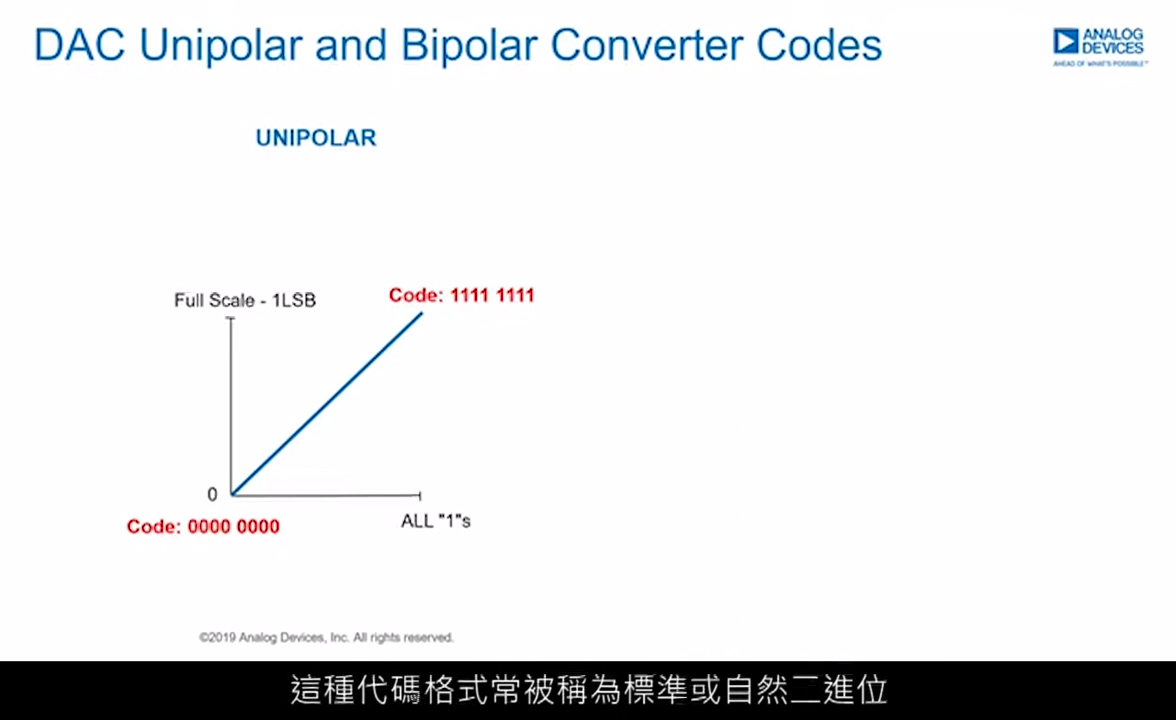 DAC Unipolar and Bipolar Converter Codes
ANALOG
DEVICES
AHEAD OF WHAT'S POSSIBLE™
UNIPOLAR
Full Scale - 1LSB
Code: 1111 1111
0
Code: 0000 0000
ALL "1"s
©2019 Analog Devices, Inc. All rights reserved.
這種代碼格式常被稱為標準或自然二進位